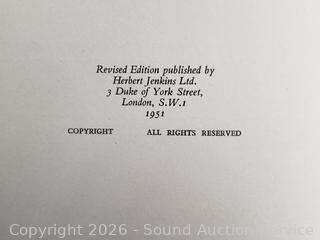 Revised Edition published by
Herbert Jenkins Ltd.
3 Duke of York Street,
London, S.W.1
1951
COPYRIGHT ALL RIGHTS RESERVED
Copyright 2026 - Sound Auction Service